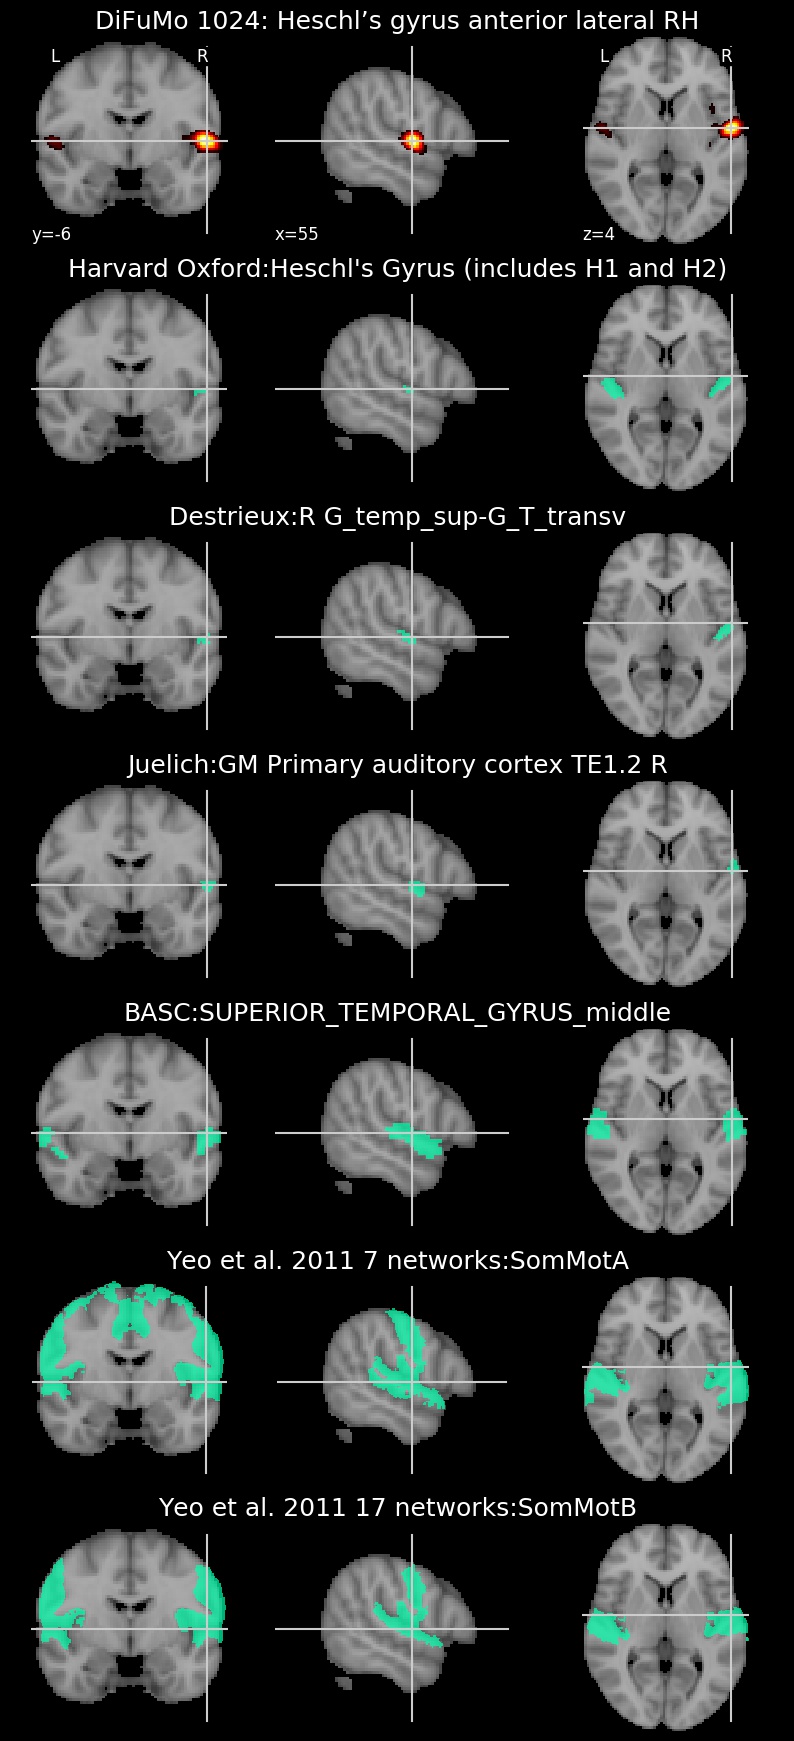 DiFuMo 1024: Heschl’s gyrus anterior lateral RH
L R L R
y=-6 x=55 z=4
Harvard Oxford:Heschl's Gyrus (includes H1 and H2)
Destrieux:R G_temp_sup-G_T_transv
Juelich:GM Primary auditory cortex TE1.2 R
BASC:SUPERIOR_TEMPORAL_GYRUS_middle
Yeo et al. 2011 7 networks:SomMotA
Yeo et al. 2011 17 networks:SomMotB